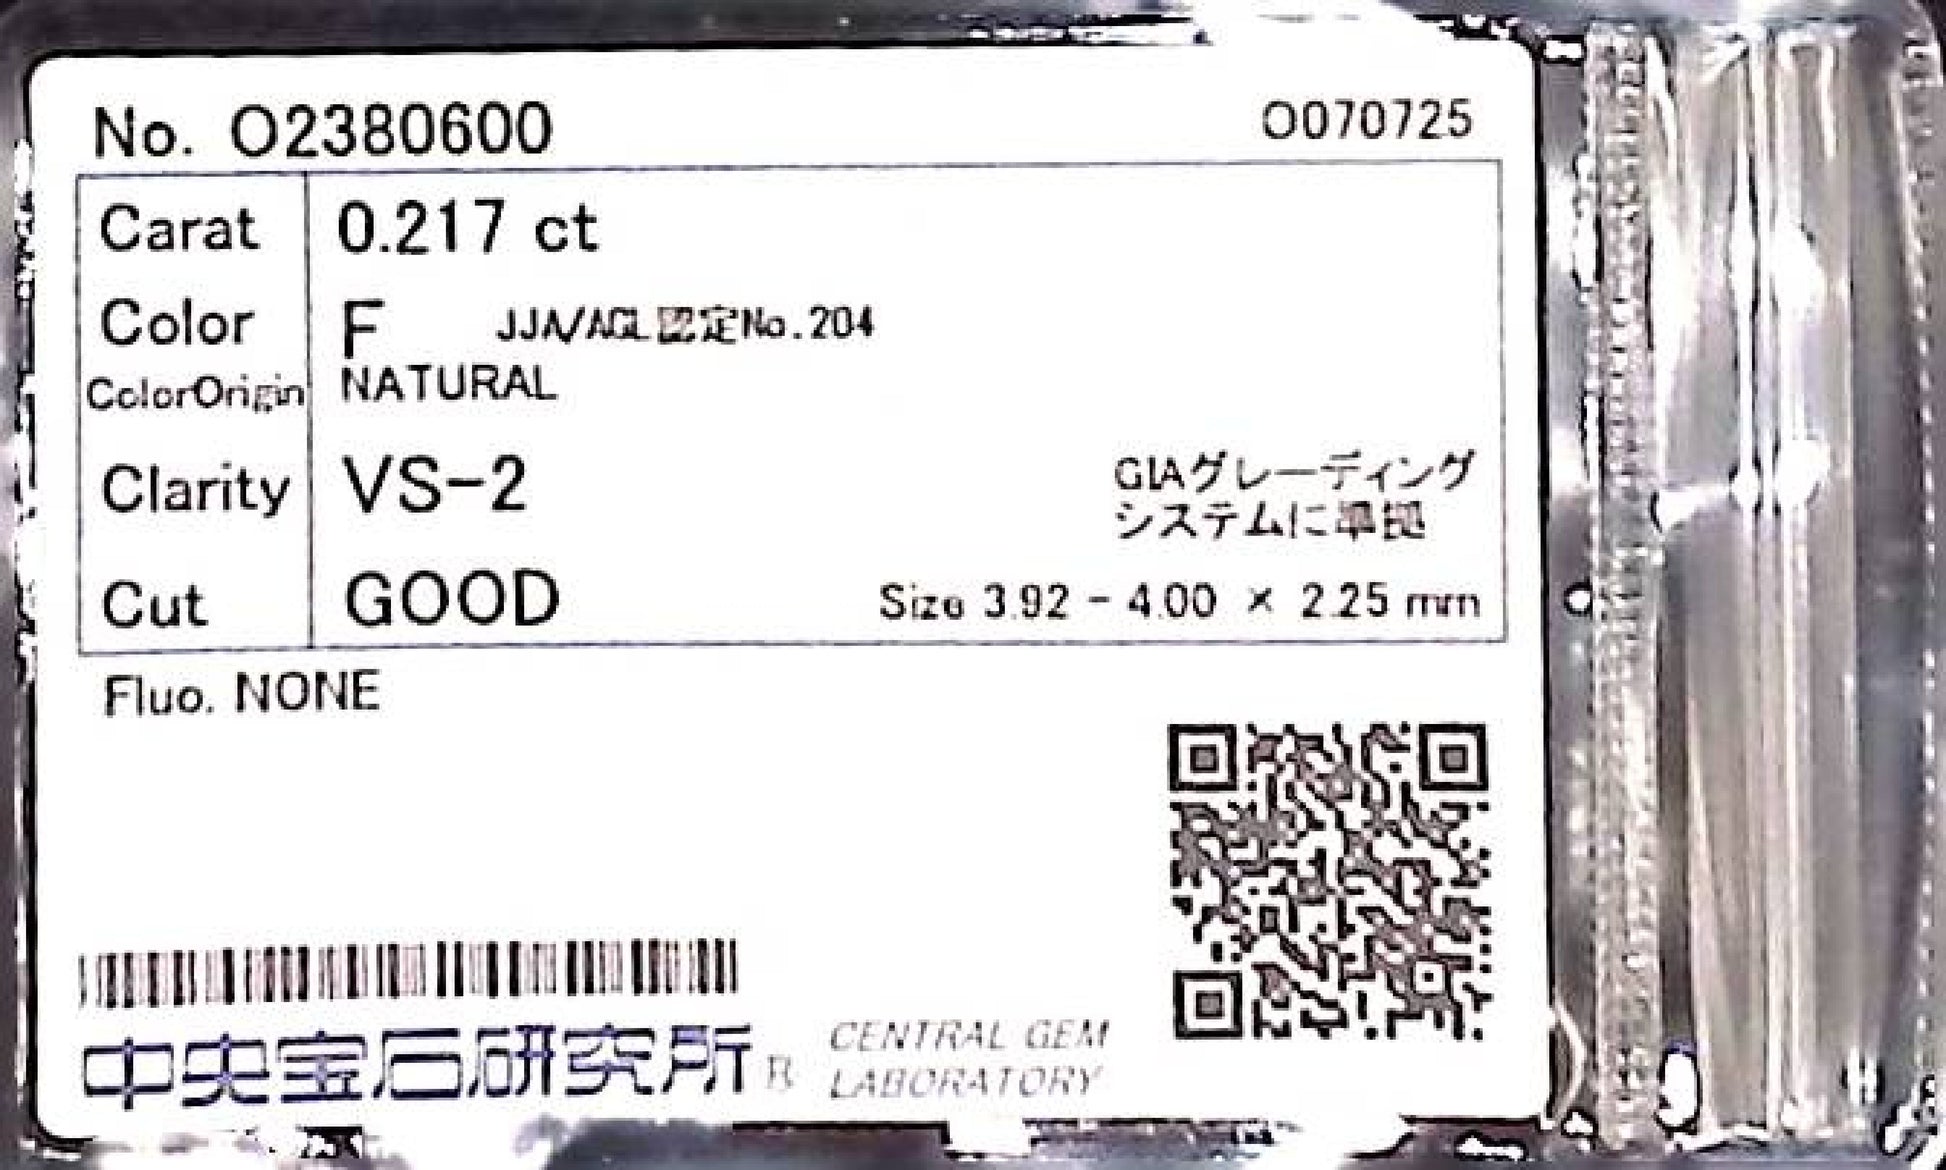 No. O2380600 O070725
Carat 0.217 ct
Color F JJA/AGL認定No.204
ColorOrigin NATURAL
Clarity VS-2
GIAグレーディング
システムに準拠
Cut GOOD Size 3.92 - 4.00 × 2.25 mm
Fluo. NONE
中央宝石研究所 R
CENTRAL GEM
LABORATORY